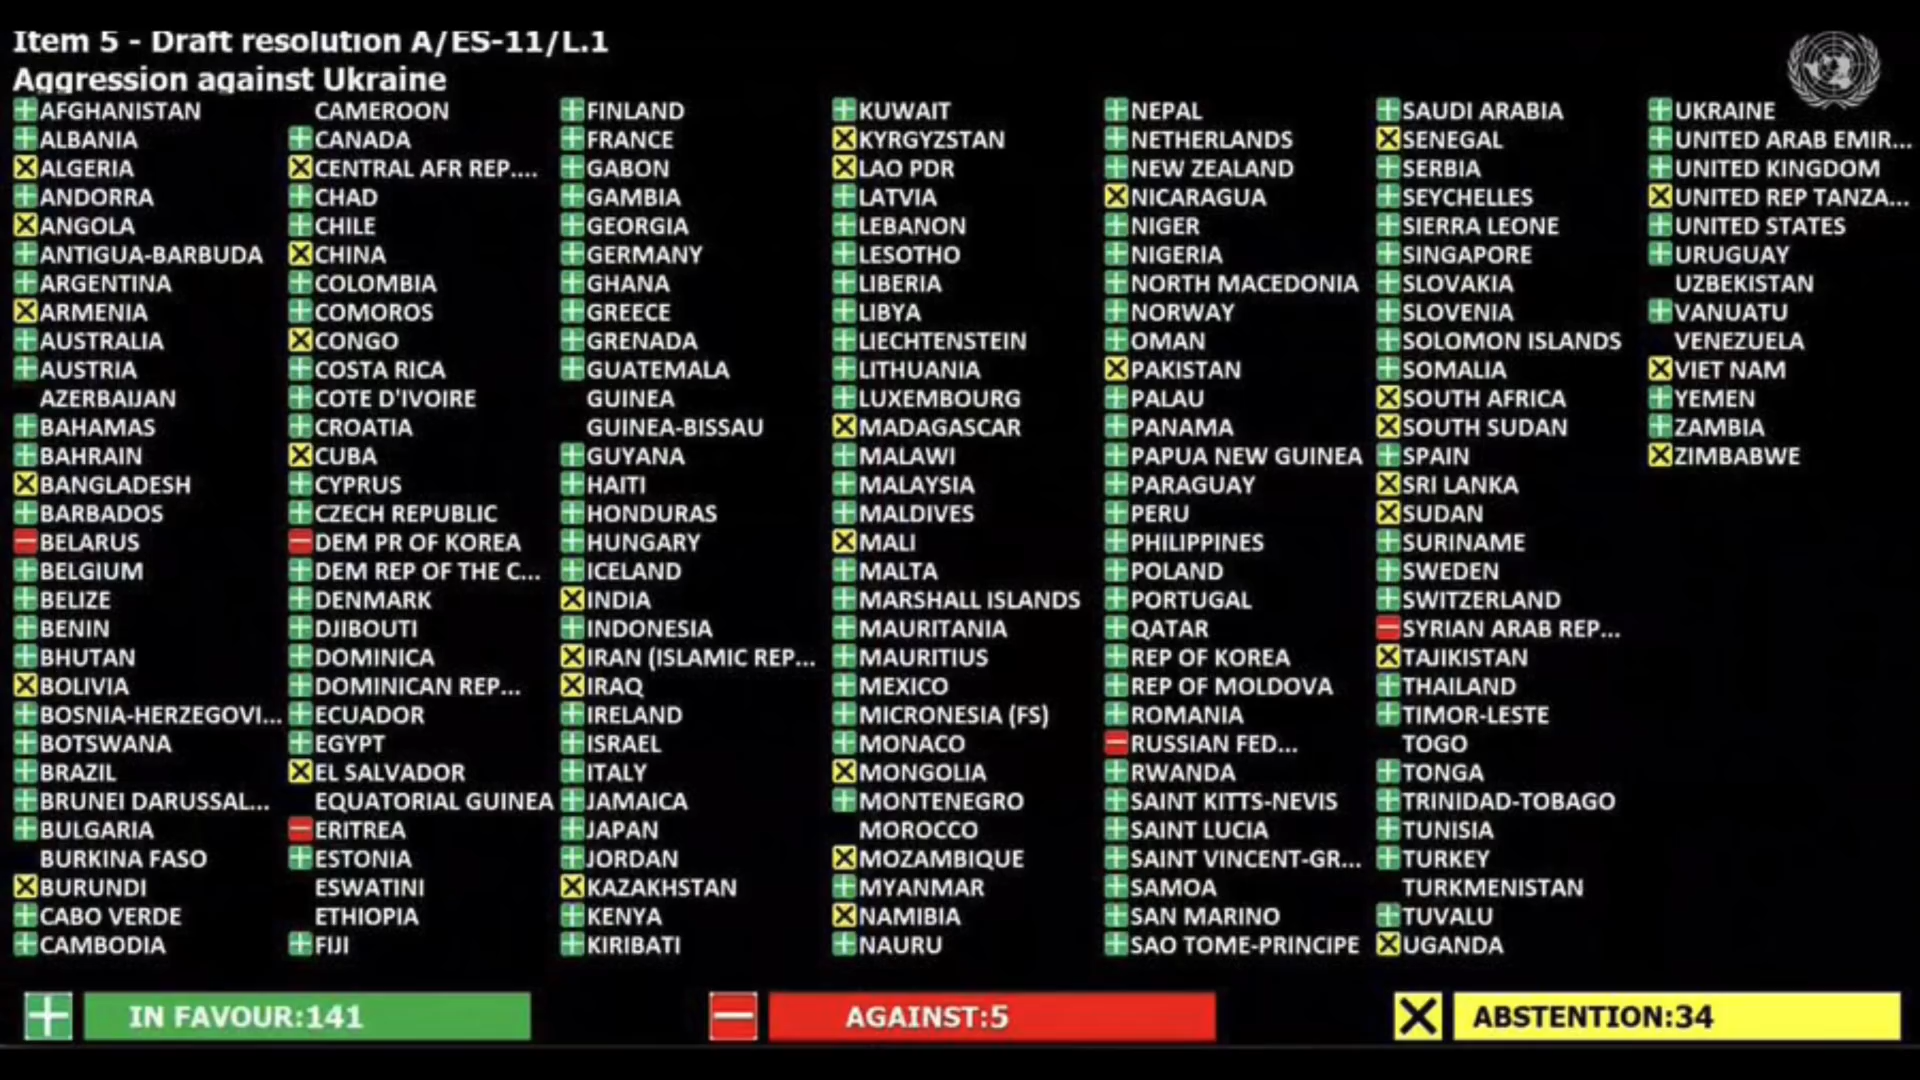 Item 5 - Draft resolution A/ES-11/L.1
Aggression against Ukraine
AFGHANISTAN
ALBANIA
ALGERIA
ANDORRA
ANGOLA
ANTIGUA-BARBUDA
ARGENTINA
ARMENIA
AUSTRALIA
AUSTRIA
AZERBAIJAN
BAHAMAS
BAHRAIN
BANGLADESH
BARBADOS
BELARUS
BELGIUM
BELIZE
BENIN
BHUTAN
BOLIVIA
BOSNIA-HERZEGOVI...
BOTSWANA
BRAZIL
BRUNEI DARUSSAL...
BULGARIA
BURKINA FASO
BURUNDI
CABO VERDE
CAMBODIA
CAMEROON
CANADA
CENTRAL AFR REP....
CHAD
CHILE
CHINA
COLOMBIA
COMOROS
CONGO
COSTA RICA
COTE D'IVOIRE
CROATIA
CUBA
CYPRUS
CZECH REPUBLIC
DEM PR OF KOREA
DEM REP OF THE C...
DENMARK
DJIBOUTI
DOMINICA
DOMINICAN REP...
ECUADOR
EGYPT
EL SALVADOR
EQUATORIAL GUINEA
ERITREA
ESTONIA
ESWATINI
ETHIOPIA
FIJI
FINLAND
FRANCE
GABON
GAMBIA
GEORGIA
GERMANY
GHANA
GREECE
GRENADA
GUATEMALA
GUINEA
GUINEA-BISSAU
GUYANA
HAITI
HONDURAS
HUNGARY
ICELAND
INDIA
INDONESIA
IRAN (ISLAMIC REP...
IRAQ
IRELAND
ISRAEL
ITALY
JAMAICA
JAPAN
JORDAN
KAZAKHSTAN
KENYA
KIRIBATI
KUWAIT
KYRGYZSTAN
LAO PDR
LATVIA
LEBANON
LESOTHO
LIBERIA
LIBYA
LIECHTENSTEIN
LITHUANIA
LUXEMBOURG
MADAGASCAR
MALAWI
MALAYSIA
MALDIVES
MALI
MALTA
MARSHALL ISLANDS
MAURITANIA
MAURITIUS
MEXICO
MICRONESIA (FS)
MONACO
MONGOLIA
MONTENEGRO
MOROCCO
MOZAMBIQUE
MYANMAR
NAMIBIA
NAURU
NEPAL
NETHERLANDS
NEW ZEALAND
NICARAGUA
NIGER
NIGERIA
NORTH MACEDONIA
NORWAY
OMAN
PAKISTAN
PALAU
PANAMA
PAPUA NEW GUINEA
PARAGUAY
PERU
PHILIPPINES
POLAND
PORTUGAL
QATAR
REP OF KOREA
REP OF MOLDOVA
ROMANIA
RUSSIAN FED...
RWANDA
SAINT KITTS-NEVIS
SAINT LUCIA
SAINT VINCENT-GR...
SAMOA
SAN MARINO
SAO TOME-PRINCIPE
SAUDI ARABIA
SENEGAL
SERBIA
SEYCHELLES
SIERRA LEONE
SINGAPORE
SLOVAKIA
SLOVENIA
SOLOMON ISLANDS
SOMALIA
SOUTH AFRICA
SOUTH SUDAN
SPAIN
SRI LANKA
SUDAN
SURINAME
SWEDEN
SWITZERLAND
SYRIAN ARAB REP...
TAJIKISTAN
THAILAND
TIMOR-LESTE
TOGO
TONGA
TRINIDAD-TOBAGO
TUNISIA
TURKEY
TURKMENISTAN
TUVALU
UGANDA
UKRAINE
UNITED ARAB EMIR...
UNITED KINGDOM
UNITED REP TANZA...
UNITED STATES
URUGUAY
UZBEKISTAN
VANUATU
VENEZUELA
VIET NAM
YEMEN
ZAMBIA
ZIMBABWE
IN FAVOUR:141
AGAINST:5
ABSTENTION:34